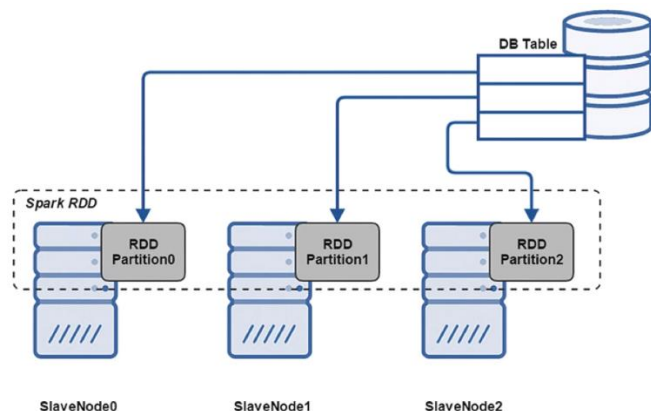 DB Table
Spark RDD
RDD
Partition0
RDD
Partition1
RDD
Partition2
SlaveNode0
SlaveNode1
SlaveNode2